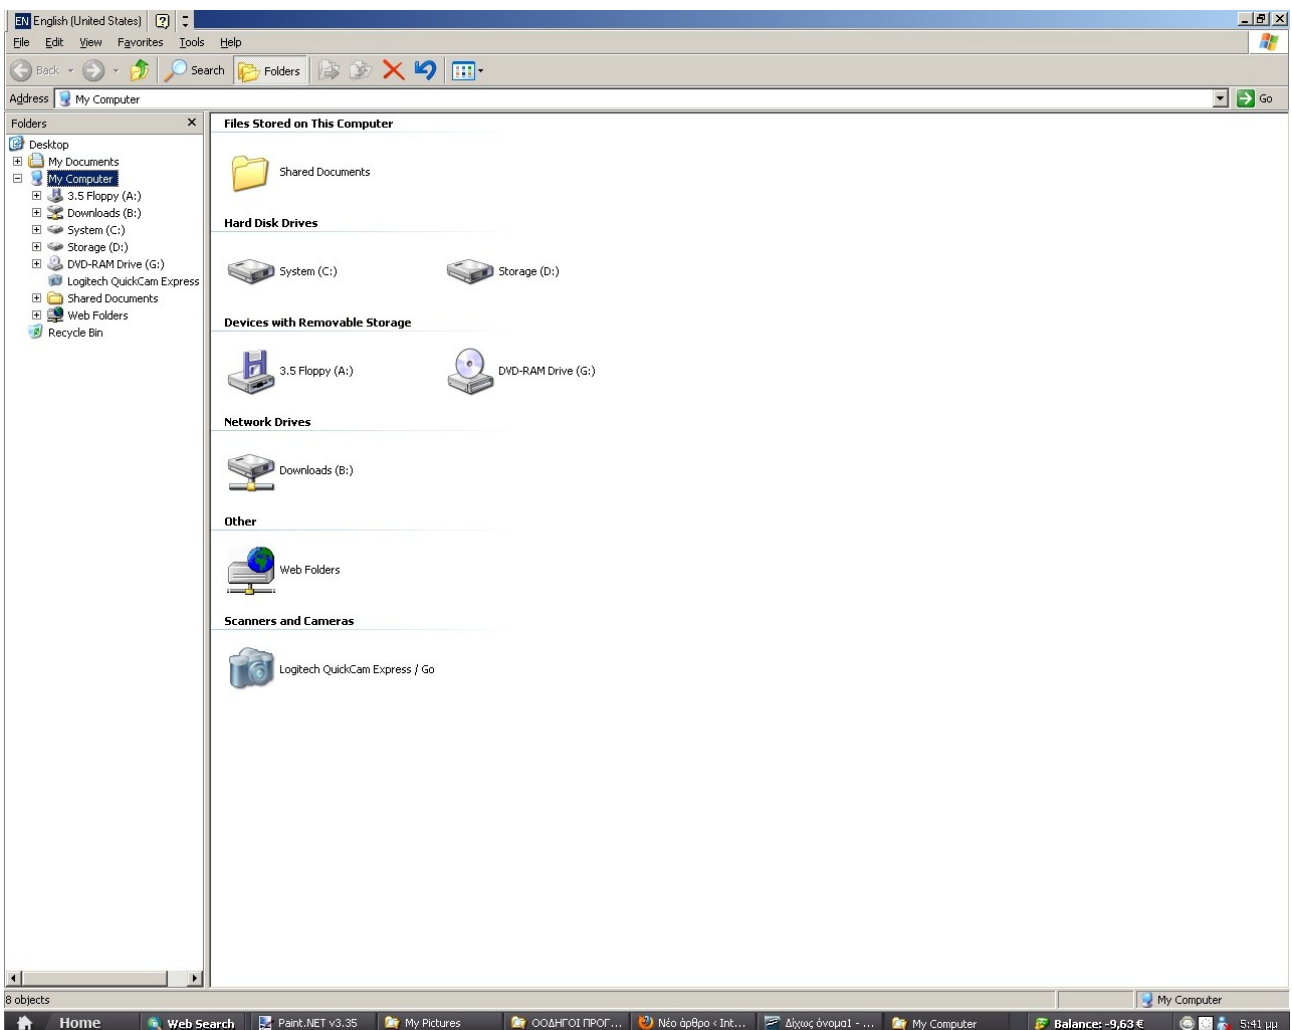 EN English (United States)
File Edit View Favorites Tools Help
Back Search Folders
Address My Computer Go
Folders
Desktop
My Documents
My Computer
3.5 Floppy (A:)
Downloads (B:)
System (C:)
Storage (D:)
DVD-RAM Drive (G:)
Logitech QuickCam Express
Shared Documents
Web Folders
Recycle Bin
Files Stored on This Computer
Shared Documents
Hard Disk Drives
System (C:) Storage (D:)
Devices with Removable Storage
3.5 Floppy (A:) DVD-RAM Drive (G:)
Network Drives
Downloads (B:)
Other
Web Folders
Scanners and Cameras
Logitech QuickCam Express / Go
8 objects My Computer
Home Web Search Paint.NET v3.35 My Pictures ΟΟΔΗΓΟΙ ΠΡΟΓ... Νέο άρθρο < Int... Δίχως όνομα1 - ... My Computer Balance: -9,63 € 5:41 μμ